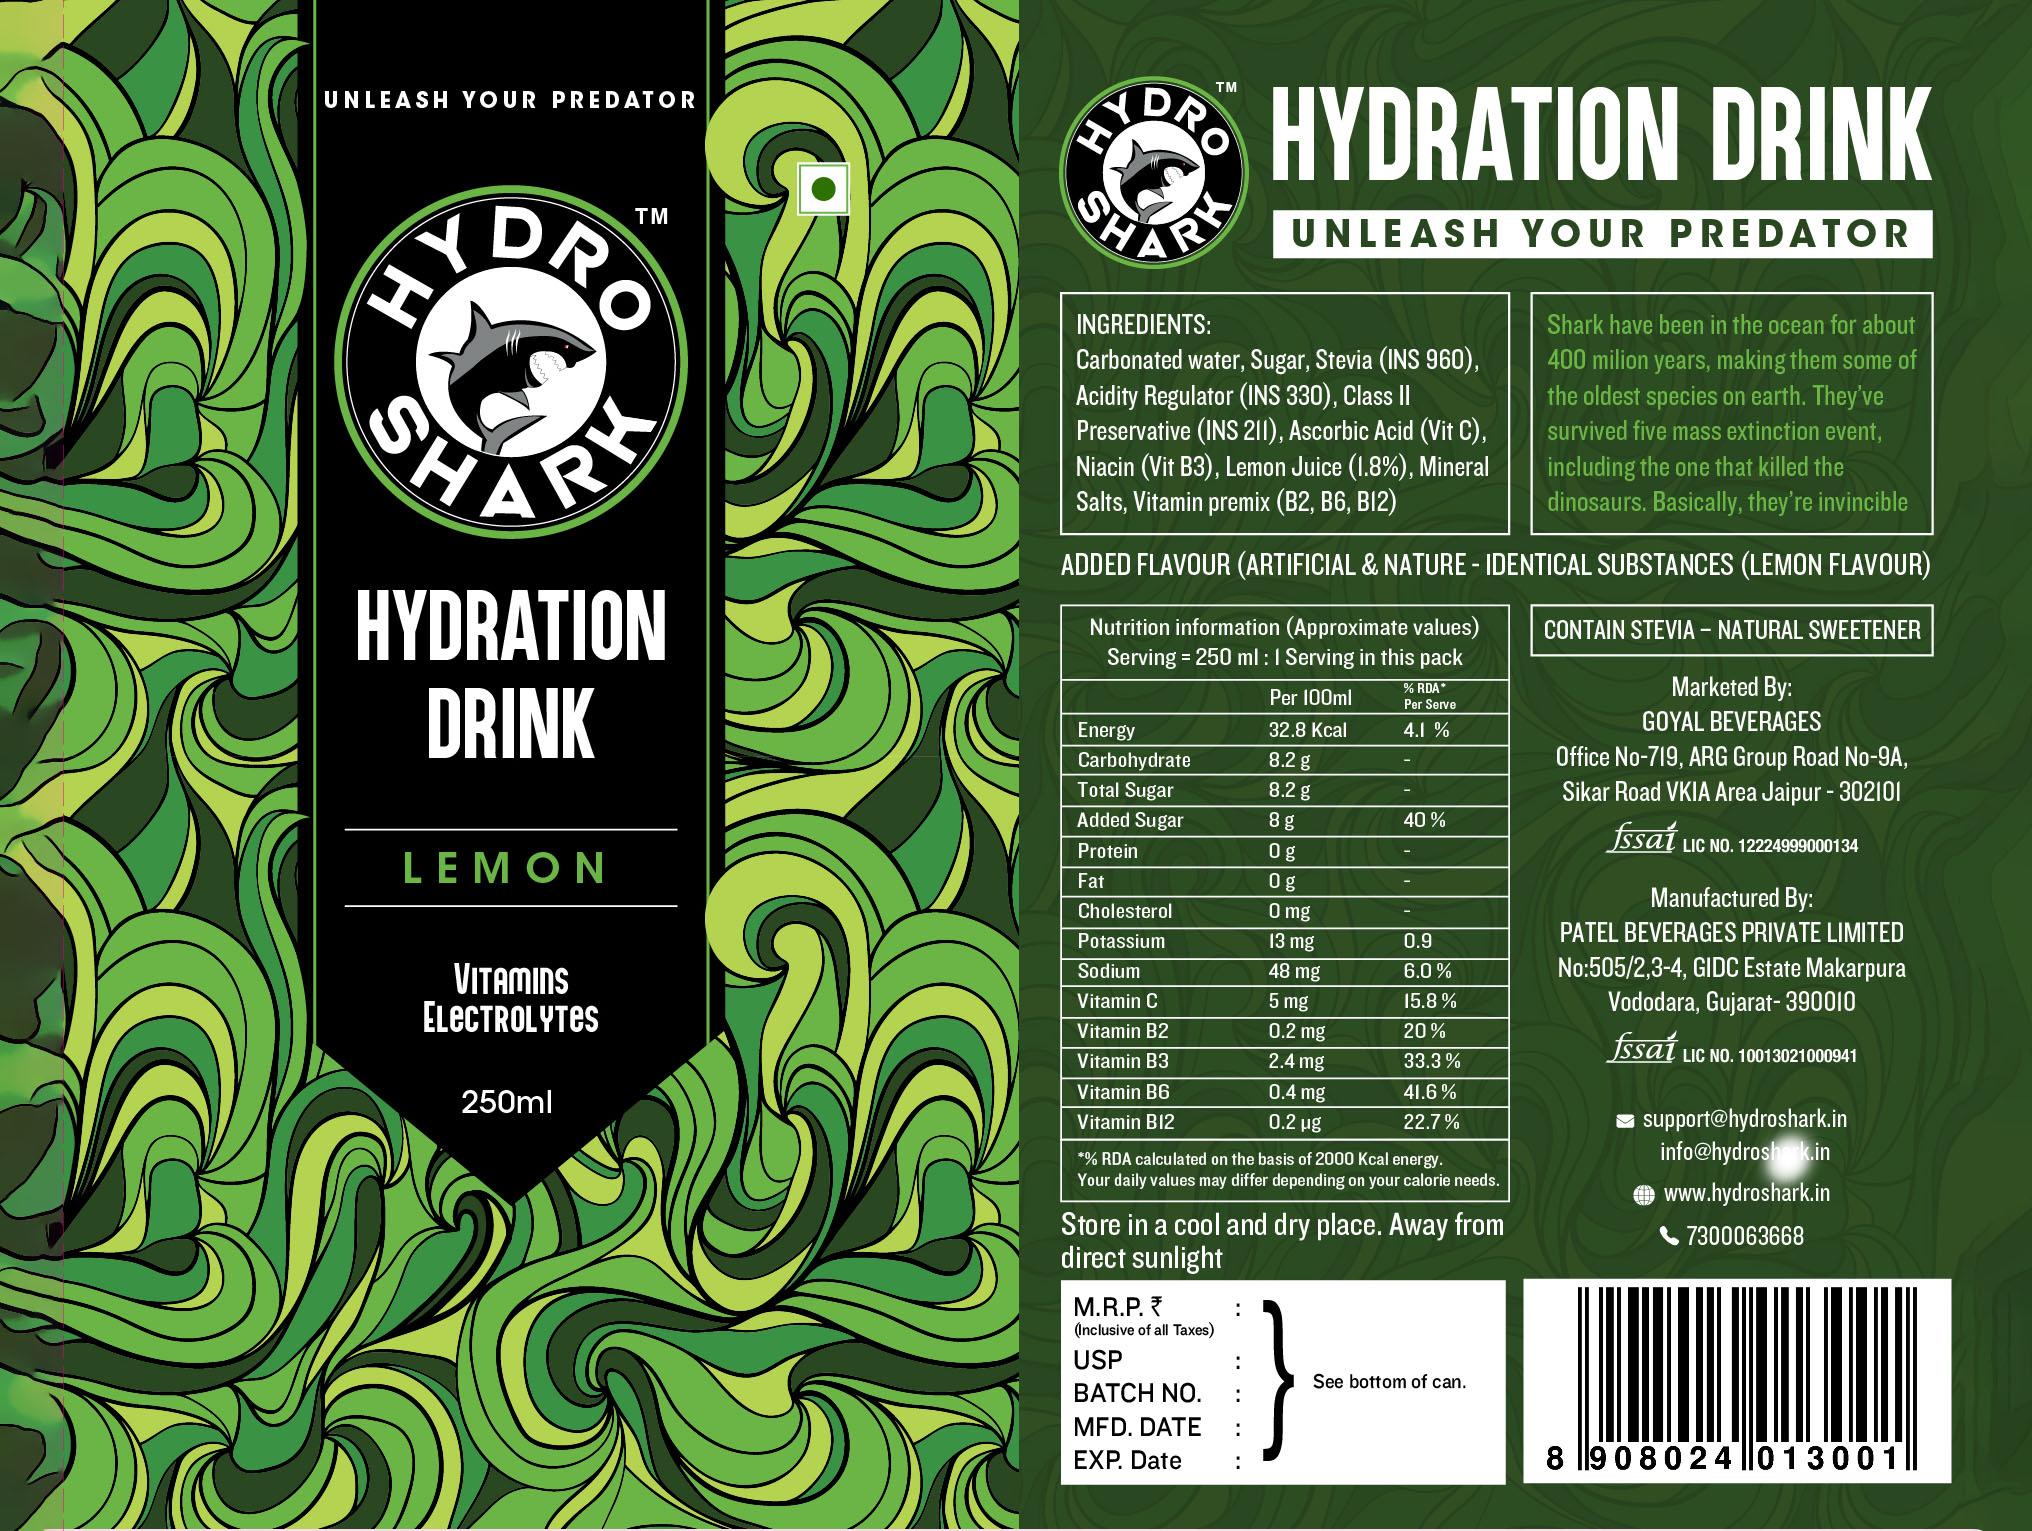 UNLEASH YOUR PREDATOR
HYDRO
SHARK
TM
HYDRATION
DRINK
LEMON
VITAMINS
ELECTROLYTES
250ml
HYDRO
SHARK
TM
HYDRATION DRINK
UNLEASH YOUR PREDATOR
INGREDIENTS:
Carbonated water, Sugar, Stevia (INS 960),
Acidity Regulator (INS 330), Class II
Preservative (INS 211), Ascorbic Acid (Vit C),
Niacin (Vit B3), Lemon Juice (1.8%), Mineral
Salts, Vitamin premix (B2, B6, B12)
Shark have been in the ocean for about
400 milion years, making them some of
the oldest species on earth. They've
survived five mass extinction event,
including the one that killed the
dinosaurs. Basically, they're invincible
ADDED FLAVOUR (ARTIFICIAL & NATURE - IDENTICAL SUBSTANCES (LEMON FLAVOUR)
Nutrition information (Approximate values)
Serving = 250 ml : 1 Serving in this pack
Per 100ml % RDA* Per Serve
Energy 32.8 Kcal 4.1 %
Carbohydrate 8.2 g -
Total Sugar 8.2 g -
Added Sugar 8 g 40 %
Protein 0 g -
Fat 0 g -
Cholesterol 0 mg -
Potassium 13 mg 0.9
Sodium 48 mg 6.0 %
Vitamin C 5 mg 15.8 %
Vitamin B2 0.2 mg 20 %
Vitamin B3 2.4 mg 33.3 %
Vitamin B6 0.4 mg 41.6 %
Vitamin B12 0.2 µg 22.7 %
*% RDA calculated on the basis of 2000 Kcal energy.
Your daily values may differ depending on your calorie needs.
Store in a cool and dry place. Away from
direct sunlight
CONTAIN STEVIA – NATURAL SWEETENER
Marketed By:
GOYAL BEVERAGES
Office No-719, ARG Group Road No-9A,
Sikar Road VKIA Area Jaipur - 302101
fssai LIC NO. 12224999000134
Manufactured By:
PATEL BEVERAGES PRIVATE LIMITED
No:505/2,3-4, GIDC Estate Makarpura
Vododara, Gujarat- 390010
fssai LIC NO. 10013021000941
support@hydroshark.in
info@hydroshark.in
www.hydroshark.in
7300063668
M.R.P. ₹ :
(Inclusive of all Taxes)
USP :
BATCH NO. :
MFD. DATE :
EXP. Date :
See bottom of can.
8 908024 013001